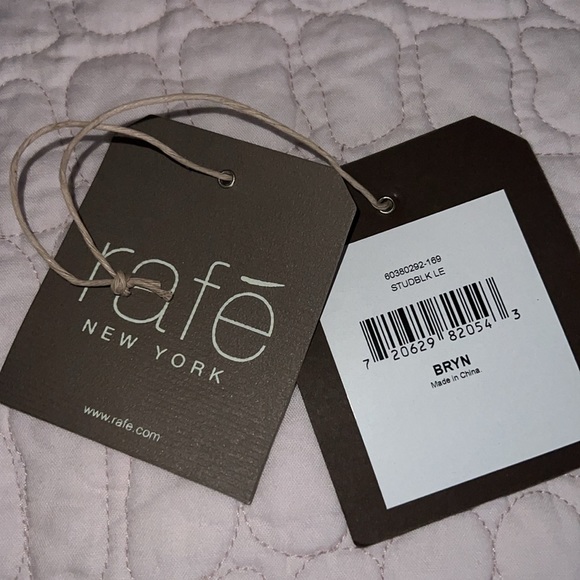 rafē
NEW YORK
www.rafe.com
60360292-169
STUDBLK LE
7 20629 82054 3
BRYN
Made in China